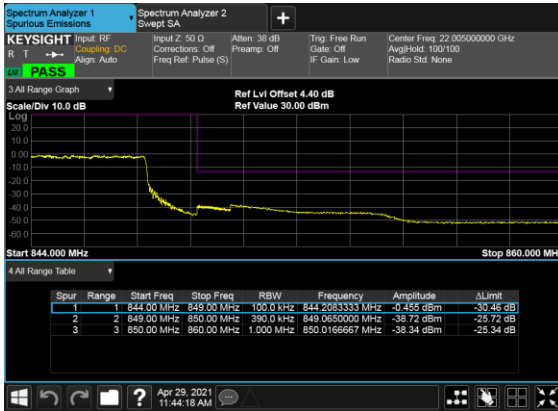 Spectrum Analyzer 1
Spurious Emissions
Spectrum Analyzer 2
Swept SA
KEYSIGHT
R T
LXI PASS
Input: RF
Coupling: DC
Align: Auto
Input Z: 50 Ω
Corrections: Off
Freq Ref: Pulse (S)
Atten: 38 dB
Preamp: Off
Trig: Free Run
Gate: Off
IF Gain: Low
Center Freq: 22.005000000 GHz
Avg|Hold: 100/100
Radio Std: None
3 All Range Graph
Scale/Div 10.0 dB
Ref Lvl Offset 4.40 dB
Ref Value 30.00 dBm
Log
20.0
10.0
0.00
-10.0
-20.0
-30.0
-40.0
-50.0
-60.0
Start 844.000 MHz
Stop 860.000 MH
4 All Range Table
Spur Range Start Freq Stop Freq RBW Frequency Amplitude ΔLimit
1 1 844.00 MHz 849.00 MHz 100.0 kHz 844.2083333 MHz -0.455 dBm -30.46 dB
2 2 849.00 MHz 850.00 MHz 390.0 kHz 849.0650000 MHz -38.72 dBm -25.72 dB
3 3 850.00 MHz 860.00 MHz 1.000 MHz 850.0166667 MHz -38.34 dBm -25.34 dB
Apr 29, 2021
11:44:18 AM